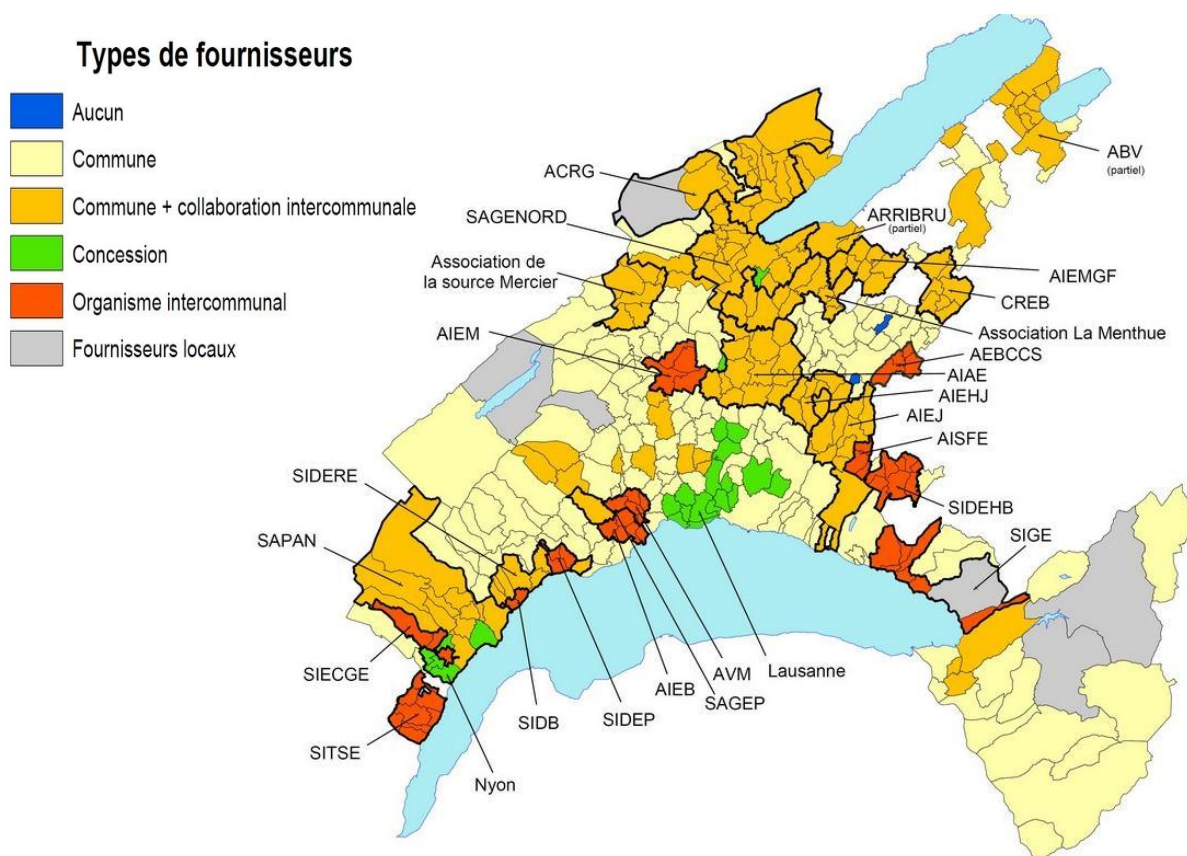 Types de fournisseurs
Aucun
Commune
Commune + collaboration intercommunale
Concession
Organisme intercommunal
Fournisseurs locaux
ABV
(partiel)
ACRG
SAGENORD
ARRIBRU
(partiel)
Association de
la source Mercier
AIEMGF
CREB
Association La Menthue
AIEM
AEBCCS
AIAE
AIEHJ
AIEJ
AISFE
SIDERE
SIDEHB
SAPAN
SIGE
Lausanne
SIECGE
AVM
AIEB
SAGEP
SIDEP
SIDB
SITSE
Nyon